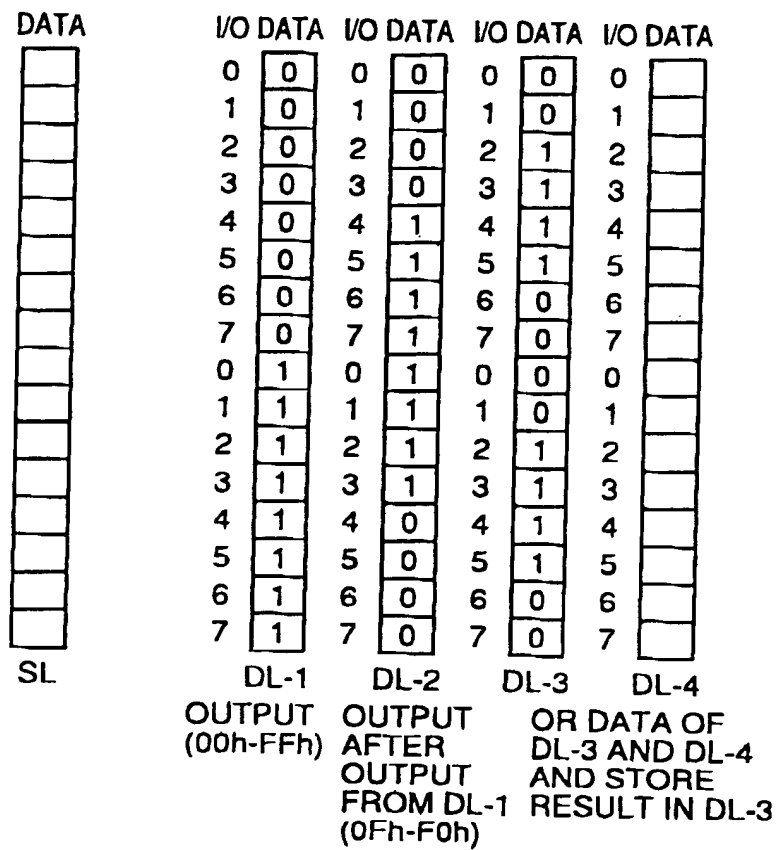 DATA I/O DATA I/O DATA I/O DATA I/O DATA
0 0 0 0 0 0 0
1 0 1 0 1 0 1
2 0 2 0 2 1 2
3 0 3 0 3 1 3
4 0 4 1 4 1 4
5 0 5 1 5 1 5
6 0 6 1 6 0 6
7 0 7 1 7 0 7
0 1 0 1 0 0 0
1 1 1 1 1 0 1
2 1 2 1 2 1 2
3 1 3 1 3 1 3
4 1 4 0 4 1 4
5 1 5 0 5 1 5
6 1 6 0 6 0 6
7 1 7 0 7 0 7
SL DL-1 DL-2 DL-3 DL-4
OUTPUT
(00h-FFh)
OUTPUT
AFTER
OUTPUT
FROM DL-1
(0Fh-F0h)
OR DATA OF
DL-3 AND DL-4
AND STORE
RESULT IN DL-3